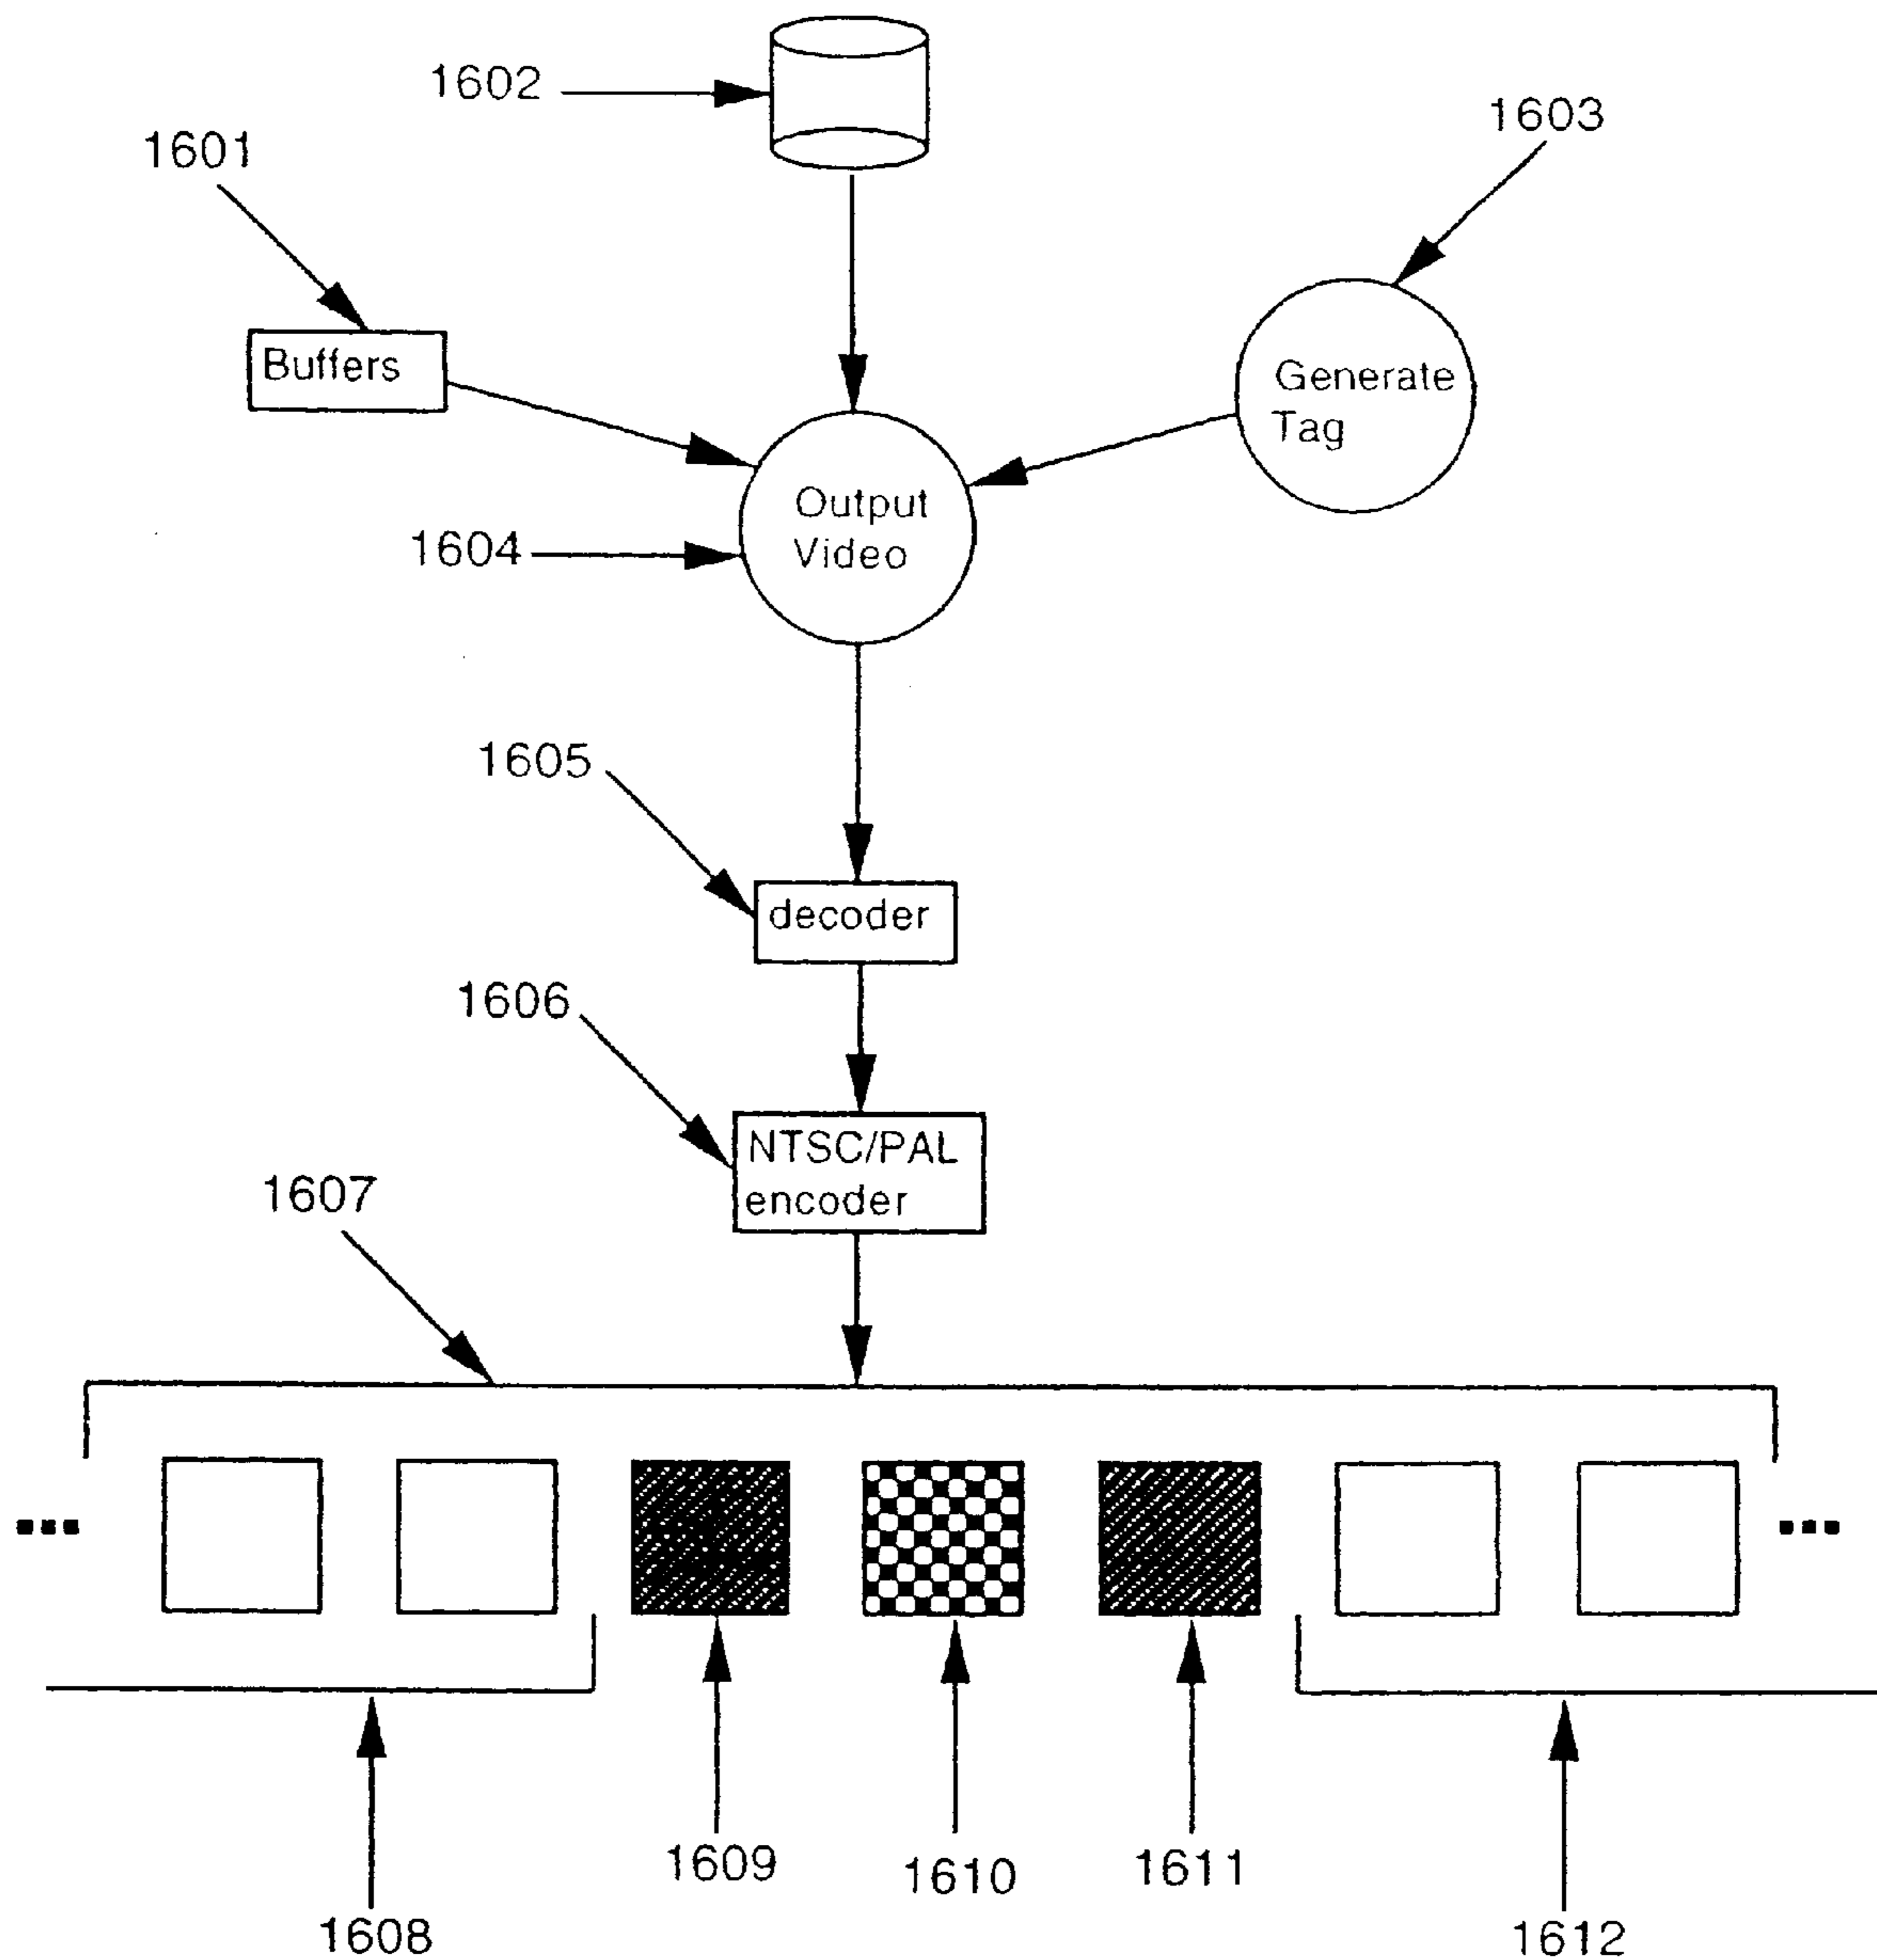 1602
1603
1601
Buffers
Generate
Tag
Output
Video
1604
1605
decoder
1606
NTSC/PAL
encoder
1607
1609
1610
1611
1608
1612